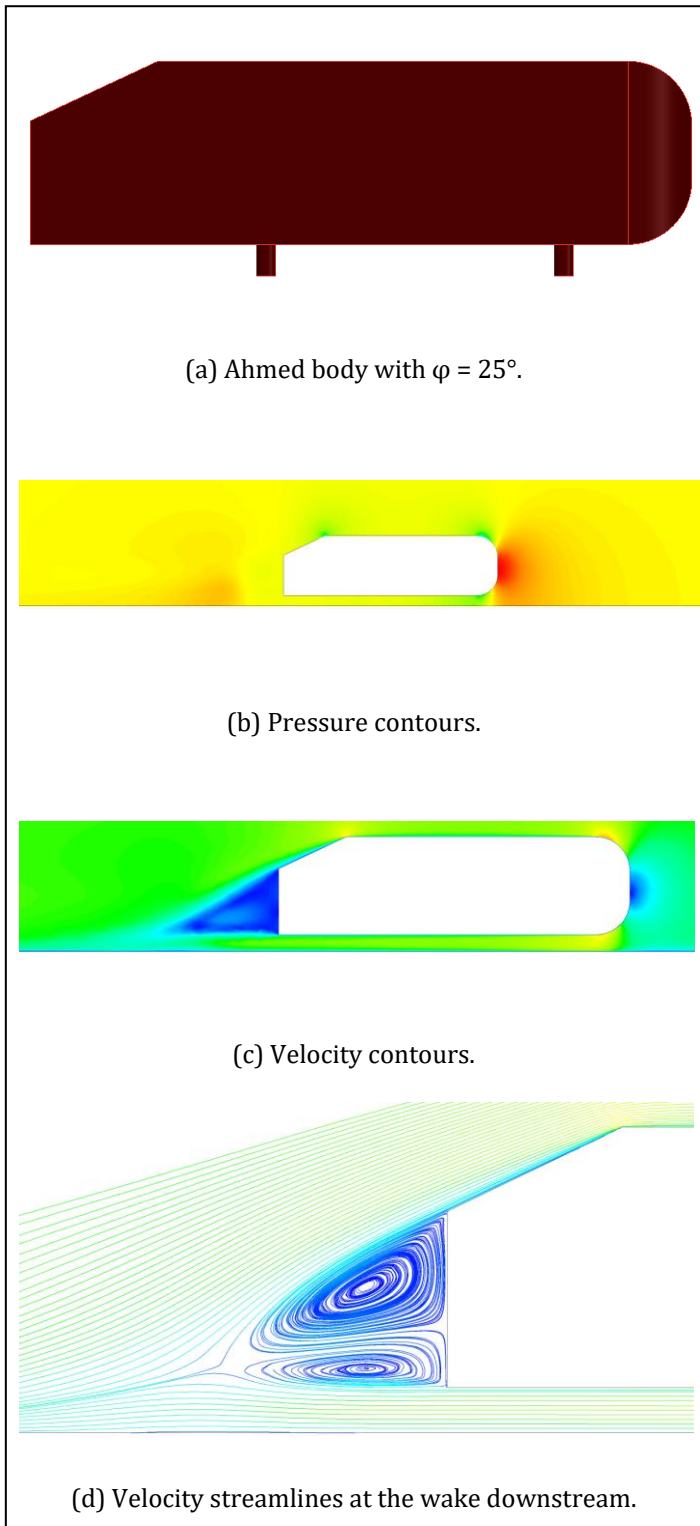 (a) Ahmed body with φ = 25°.
(b) Pressure contours.
(c) Velocity contours.
(d) Velocity streamlines at the wake downstream.